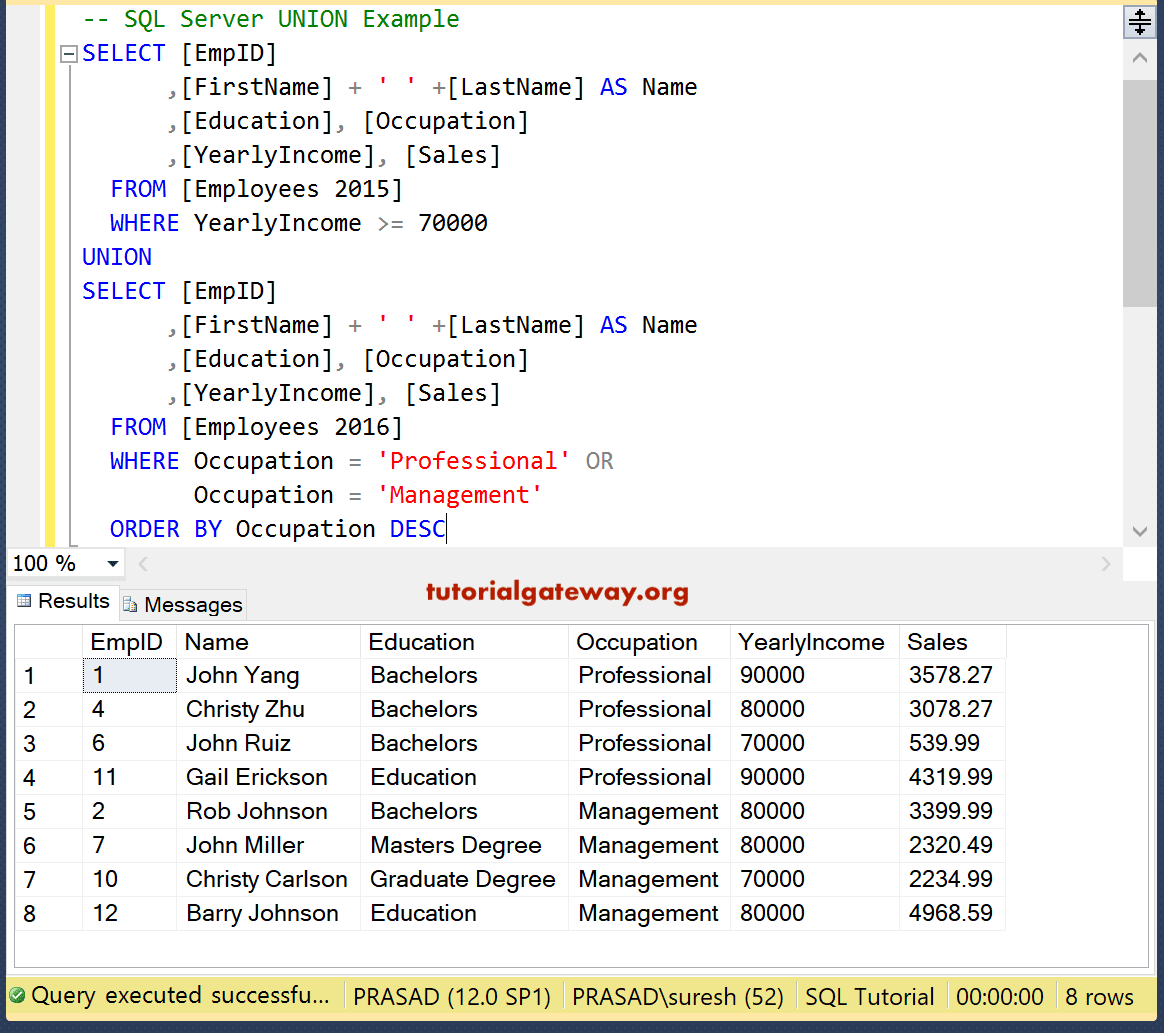 -- SQL Server UNION Example
SELECT [EmpID]
,[FirstName] + ' ' +[LastName] AS Name
,[Education], [Occupation]
,[YearlyIncome], [Sales]
FROM [Employees 2015]
WHERE YearlyIncome >= 70000
UNION
SELECT [EmpID]
,[FirstName] + ' ' +[LastName] AS Name
,[Education], [Occupation]
,[YearlyIncome], [Sales]
FROM [Employees 2016]
WHERE Occupation = 'Professional' OR
Occupation = 'Management'
ORDER BY Occupation DESC
100 %
tutorialgateway.org
Results Messages
EmpID Name Education Occupation YearlyIncome Sales
1 1 John Yang Bachelors Professional 90000 3578.27
2 4 Christy Zhu Bachelors Professional 80000 3078.27
3 6 John Ruiz Bachelors Professional 70000 539.99
4 11 Gail Erickson Education Professional 90000 4319.99
5 2 Rob Johnson Bachelors Management 80000 3399.99
6 7 John Miller Masters Degree Management 80000 2320.49
7 10 Christy Carlson Graduate Degree Management 70000 2234.99
8 12 Barry Johnson Education Management 80000 4968.59
Query executed successfu... PRASAD (12.0 SP1) PRASAD\suresh (52) SQL Tutorial 00:00:00 8 rows